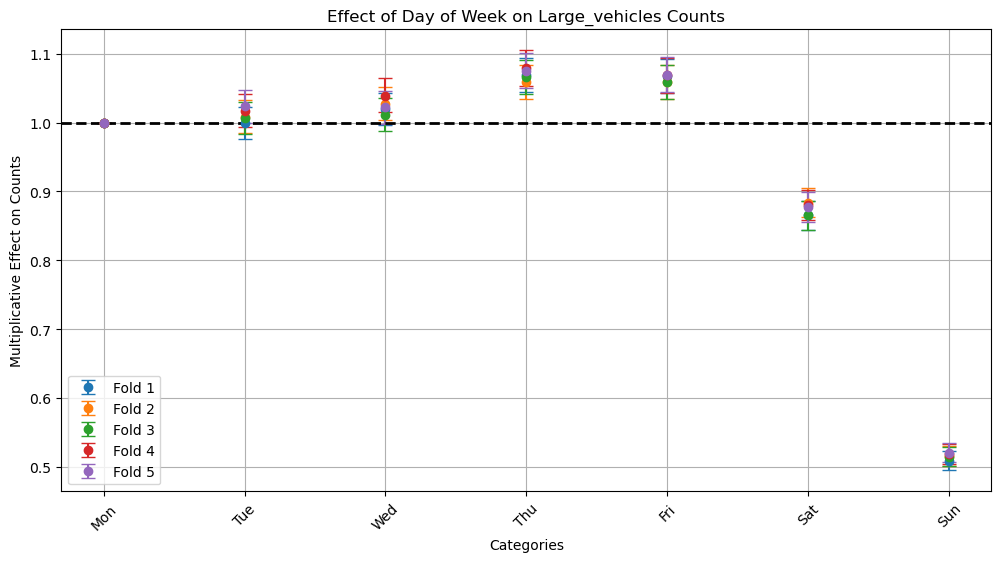 Effect of Day of Week on Large_vehicles Counts
Multiplicative Effect on Counts
1.1
1.0
0.9
0.8
0.7
0.6
0.5
Fold 1
Fold 2
Fold 3
Fold 4
Fold 5
Mon
Tue
Wed
Thu
Fri
Sat
Sun
Categories